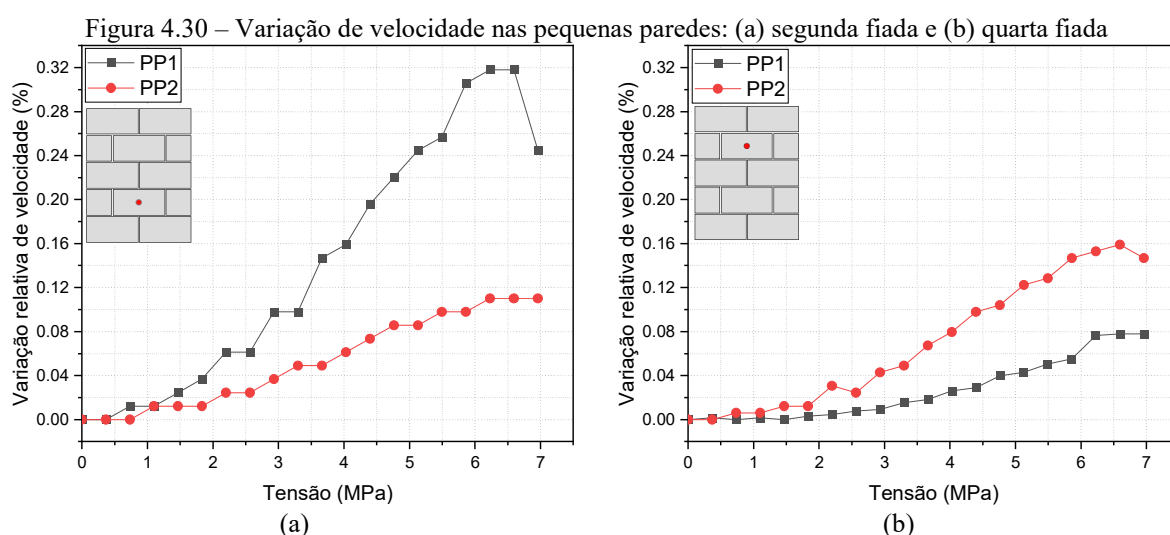 Figura 4.30 – Variação de velocidade nas pequenas paredes: (a) segunda fiada e (b) quarta fiada
PP1
PP2
Variação relativa de velocidade (%)
0.32
0.28
0.24
0.20
0.16
0.12
0.08
0.04
0.00
0 1 2 3 4 5 6 7
Tensão (MPa)
(a)
PP1
PP2
Variação relativa de velocidade (%)
0.32
0.28
0.24
0.20
0.16
0.12
0.08
0.04
0.00
0 1 2 3 4 5 6 7
Tensão (MPa)
(b)